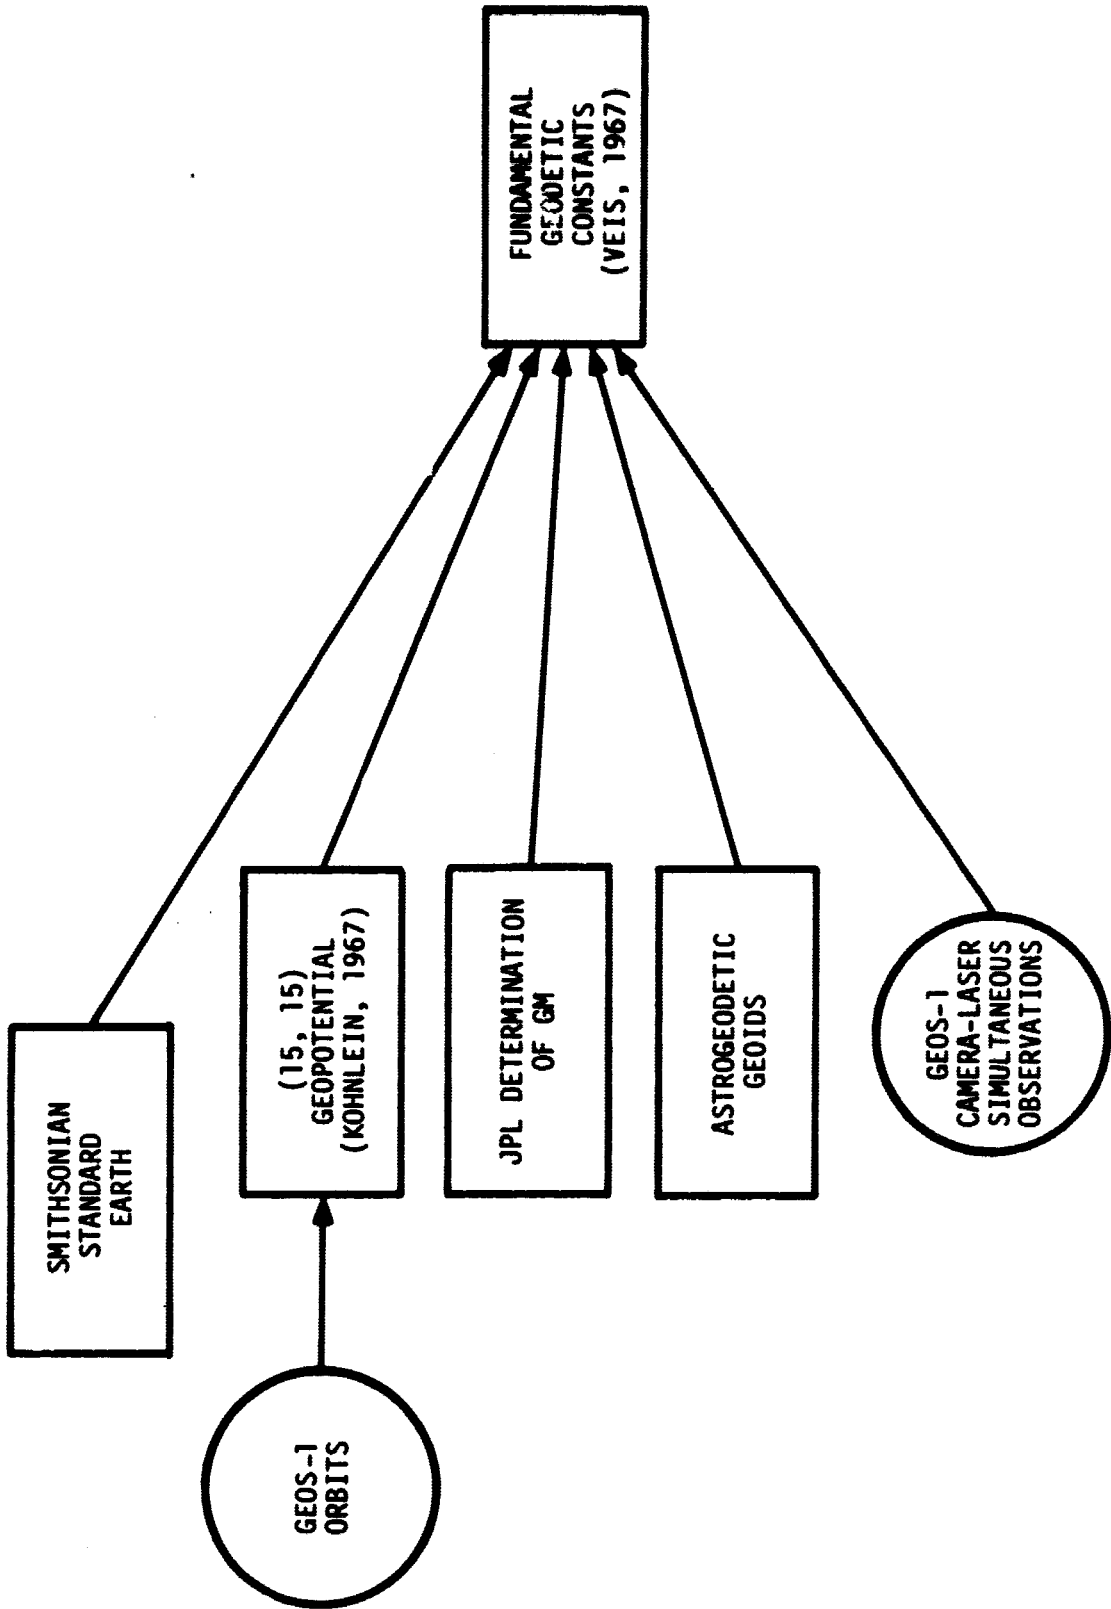 SMITHSONIAN
STANDARD
EARTH
GEOS-1
ORBITS
(15, 15)
GEOPOTENTIAL
(KOHNLEIN, 1967)
JPL DETERMINATION
OF GM
ASTROGEODETIC
GEOIDS
GEOS-1
CAMERA-LASER
SIMULTANEOUS
OBSERVATIONS
FUNDAMENTAL
GEODETIC
CONSTANTS
(VEIS, 1967)